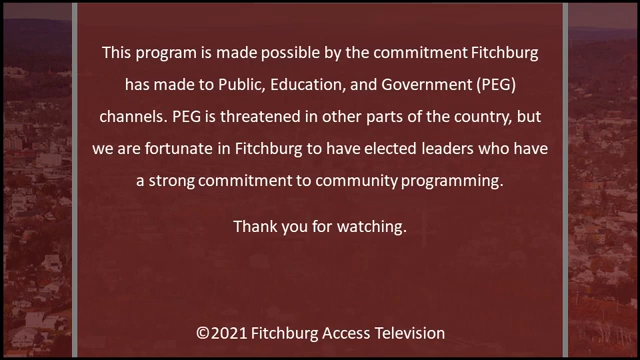 This program is made possible by the commitment Fitchburg
has made to Public, Education, and Government (PEG)
channels. PEG is threatened in other parts of the country, but
we are fortunate in Fitchburg to have elected leaders who have
a strong commitment to community programming.
Thank you for watching.
©2021 Fitchburg Access Television